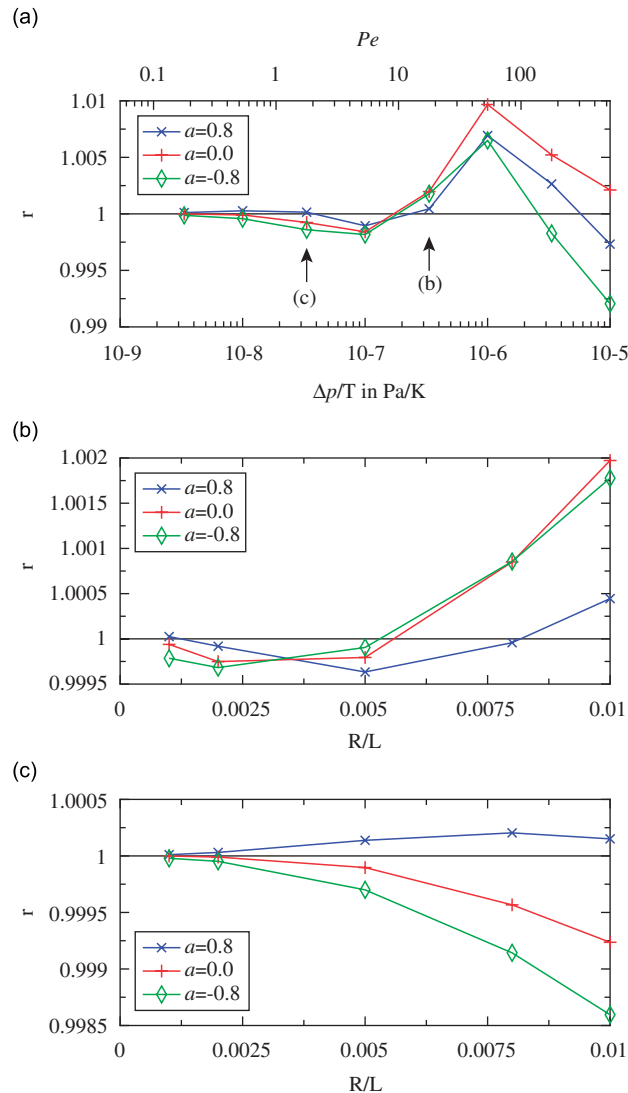 (a)
Pe
0.1 1 10 100
1.01
1.005
1
0.995
0.99
r
a=0.8
a=0.0
a=-0.8
(c)
(b)
10-9 10-8 10-7 10-6 10-5
Δp/T in Pa/K
(b)
1.002
1.0015
1.001
1.0005
1
0.9995
r
a=0.8
a=0.0
a=-0.8
0 0.0025 0.005 0.0075 0.01
R/L
(c)
1.0005
1
0.9995
0.999
0.9985
r
a=0.8
a=0.0
a=-0.8
0 0.0025 0.005 0.0075 0.01
R/L